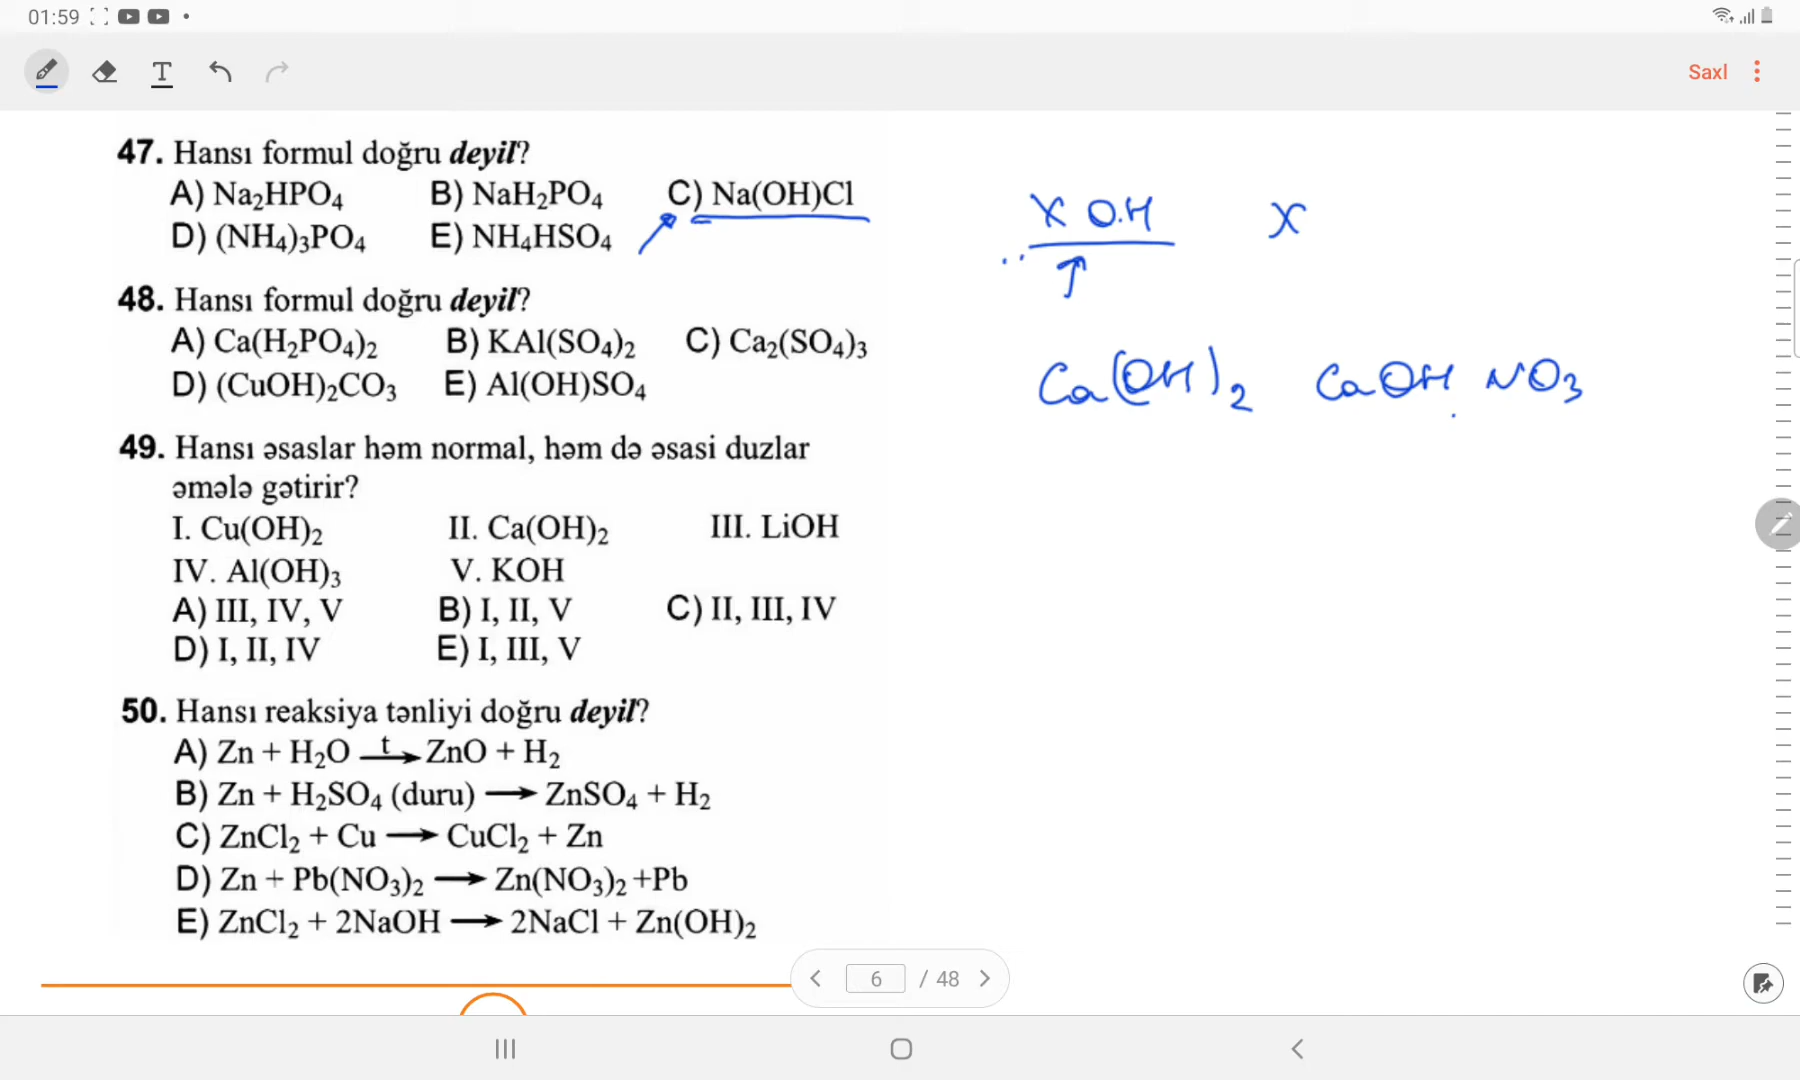 01:59
Saxl
47. Hansı formul doğru deyil?
A) Na₂HPO₄ B) NaH₂PO₄ C) Na(OH)Cl
D) (NH₄)₃PO₄ E) NH₄HSO₄
XOH X
48. Hansı formul doğru deyil?
A) Ca(H₂PO₄)₂ B) KAl(SO₄)₂ C) Ca₂(SO₄)₃
D) (CuOH)₂CO₃ E) Al(OH)SO₄
Ca(OH)₂ CaOHNO₃
49. Hansı əsaslar həm normal, həm də əsasi duzlar
əmələ gətirir?
I. Cu(OH)₂ II. Ca(OH)₂ III. LiOH
IV. Al(OH)₃ V. KOH
A) III, IV, V B) I, II, V C) II, III, IV
D) I, II, IV E) I, III, V
50. Hansı reaksiya tənliyi doğru deyil?
A) Zn + H₂O —t→ ZnO + H₂
B) Zn + H₂SO₄ (duru) → ZnSO₄ + H₂
C) ZnCl₂ + Cu → CuCl₂ + Zn
D) Zn + Pb(NO₃)₂ → Zn(NO₃)₂ +Pb
E) ZnCl₂ + 2NaOH → 2NaCl + Zn(OH)₂
6 / 48